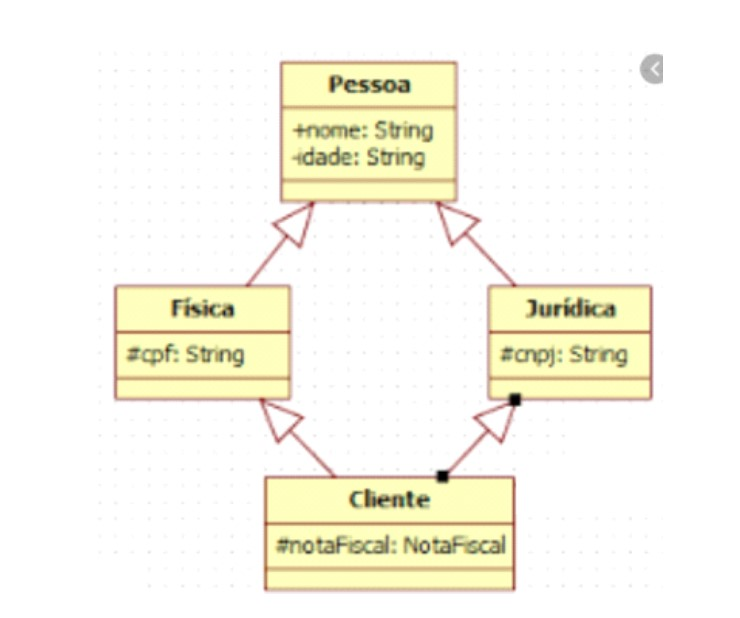 Pessoa
+nome: String
-idade: String
Física
#cpf: String
Jurídica
#cnpj: String
Cliente
#notaFiscal: NotaFiscal